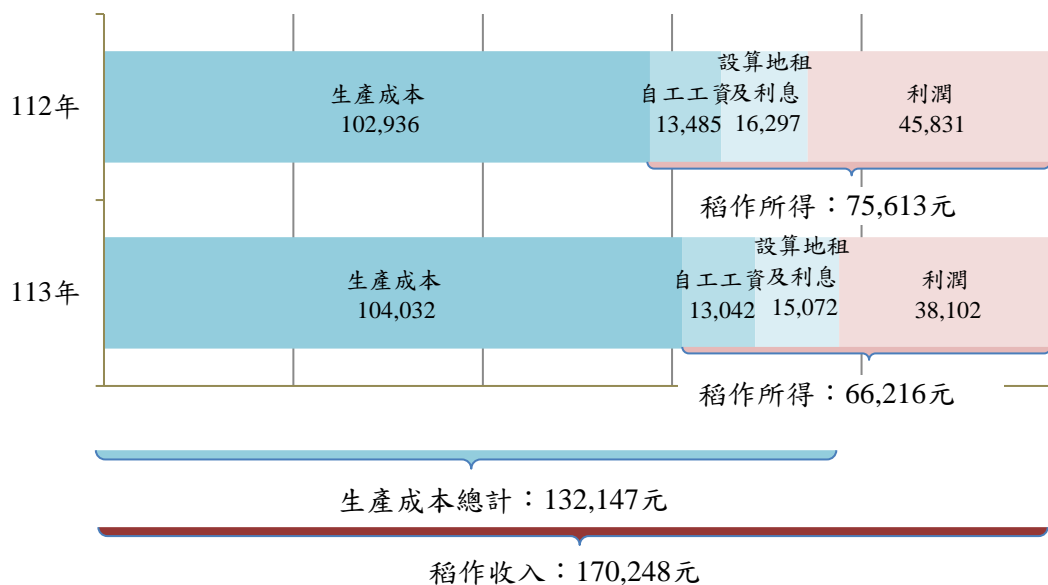 112年
生產成本
102,936
自工工資
13,485
設算地租
及利息
16,297
利潤
45,831
稻作所得：75,613元
113年
生產成本
104,032
自工工資
13,042
設算地租
及利息
15,072
利潤
38,102
稻作所得：66,216元
生產成本總計：132,147元
稻作收入：170,248元